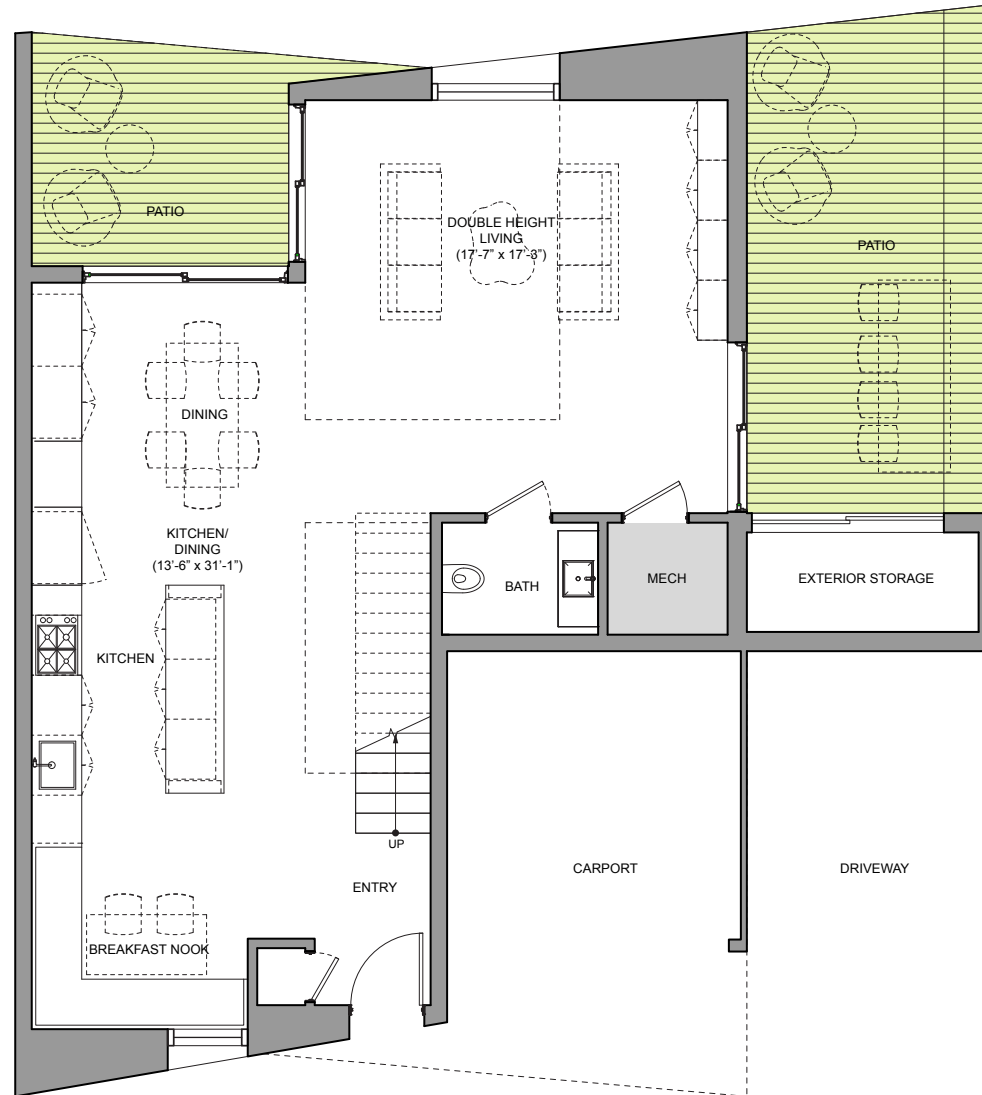 PATIO
DOUBLE HEIGHT
LIVING
(17'-7" x 17'-3")
PATIO
DINING
KITCHEN/
DINING
(13'-6" x 31'-1")
BATH
MECH
EXTERIOR STORAGE
KITCHEN
UP
ENTRY
CARPORT
DRIVEWAY
BREAKFAST NOOK